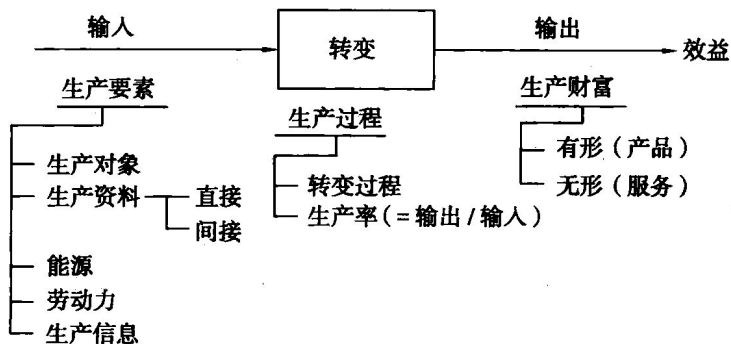 输入
转变
输出
效益
生产要素
生产对象
生产资料
直接
间接
能源
劳动力
生产信息
生产过程
转变过程
生产率(=输出/输入)
生产财富
有形(产品)
无形(服务)